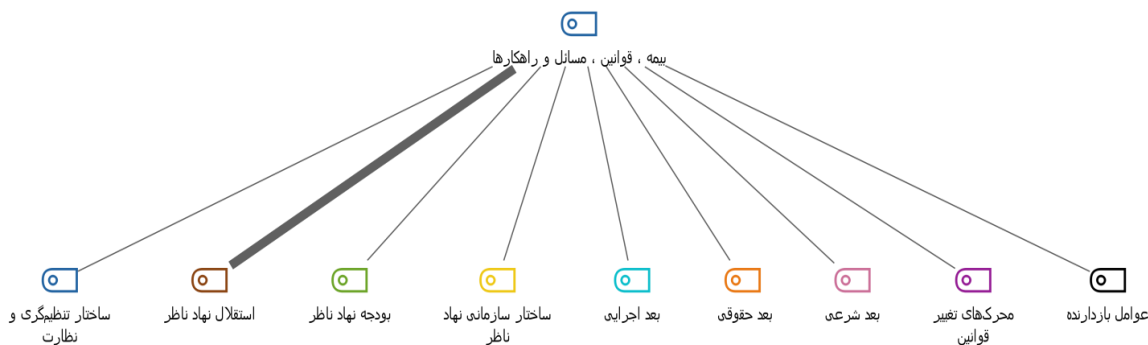 بیمه ، قوانین ، مسائل و راهکارها
عوامل بازدارنده
محرک‌های تغییر
قوانین
بعد شرعی
بعد حقوقی
بعد اجرایی
ساختار سازمانی نهاد
ناظر
بودجه نهاد ناظر
استقلال نهاد ناظر
ساختار تنظیم‌گری و
نظارت